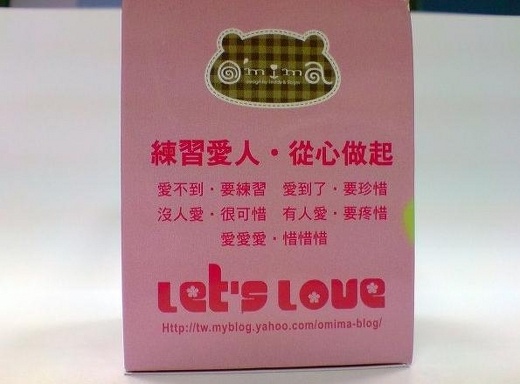 O'mima
練習愛人・從心做起
愛不到・要練習 愛到了・要珍惜
沒人愛・很可惜 有人愛・要疼惜
愛愛愛・惜惜惜
Let's Love
Http://tw.myblog.yahoo.com/omima-blog/